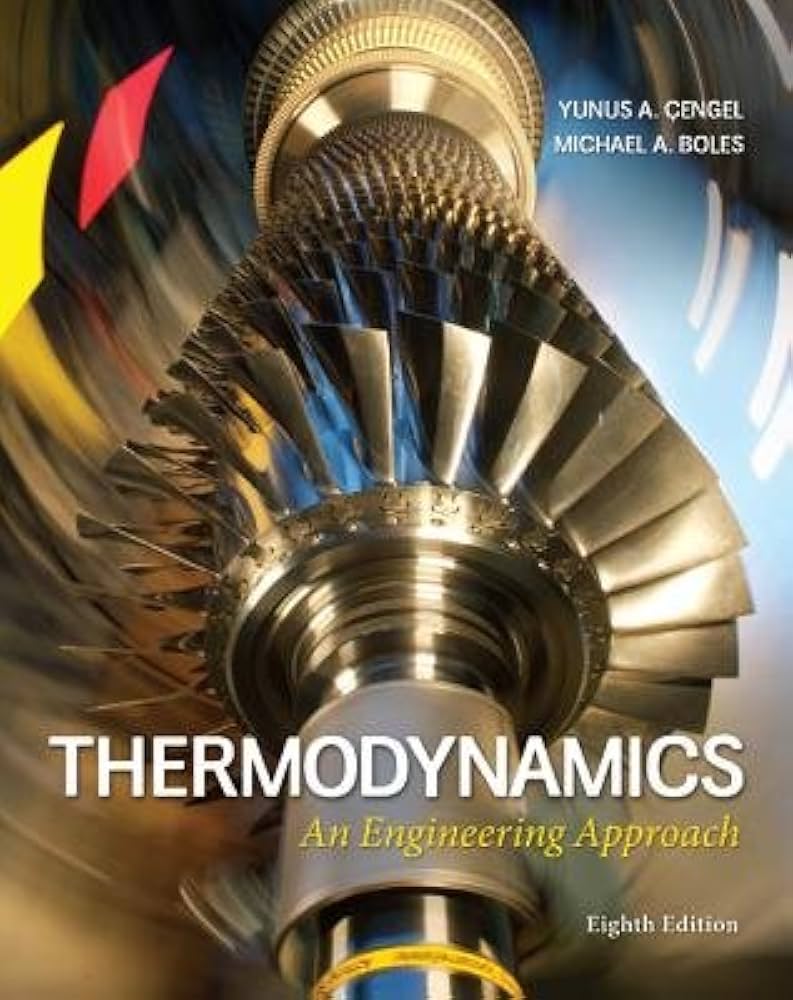 YUNUS A. ÇENGEL
MICHAEL A. BOLES
THERMODYNAMICS
An Engineering Approach
Eighth Edition